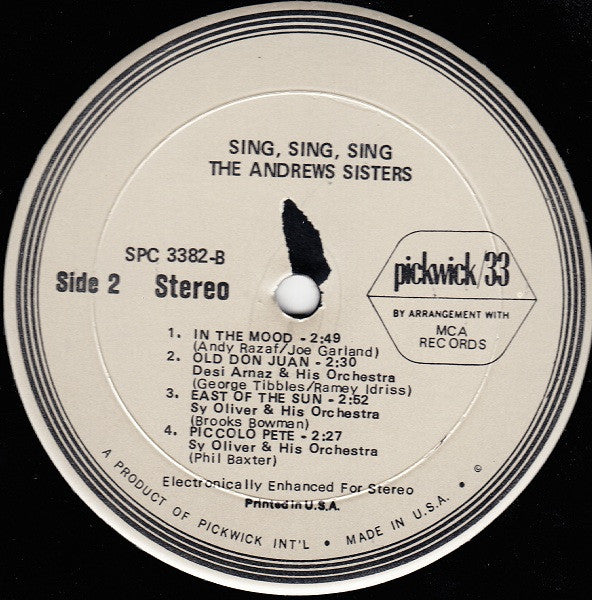 SING, SING, SING
THE ANDREWS SISTERS
SPC 3382-B
Side 2 Stereo
pickwick/33
BY ARRANGEMENT WITH
MCA
RECORDS
1. IN THE MOOD - 2:49
(Andy Razaf/Joe Garland)
2. OLD DON JUAN - 2:30
Desi Arnaz & His Orchestra
(George Tibbles/Ramey Idriss)
3. EAST OF THE SUN - 2:52
Sy Oliver & His Orchestra
(Brooks Bowman)
4. PICCOLO PETE - 2:27
Sy Oliver & His Orchestra
(Phil Baxter)
Electronically Enhanced For Stereo
Printed in U.S.A.
A PRODUCT OF PICKWICK INT'L • MADE IN U.S.A. • ©